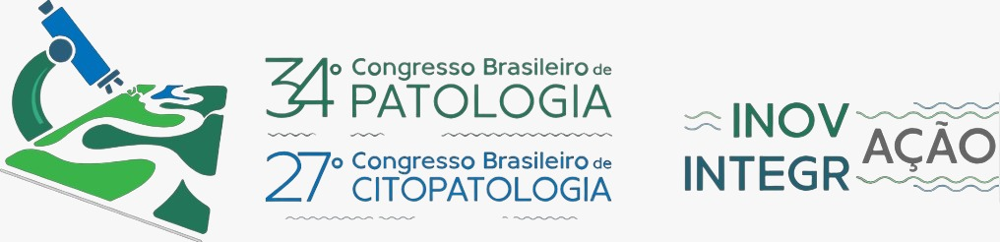 34º Congresso Brasileiro de
PATOLOGIA
27º Congresso Brasileiro de
CITOPATOLOGIA
INOV
INTEGR
AÇÃO